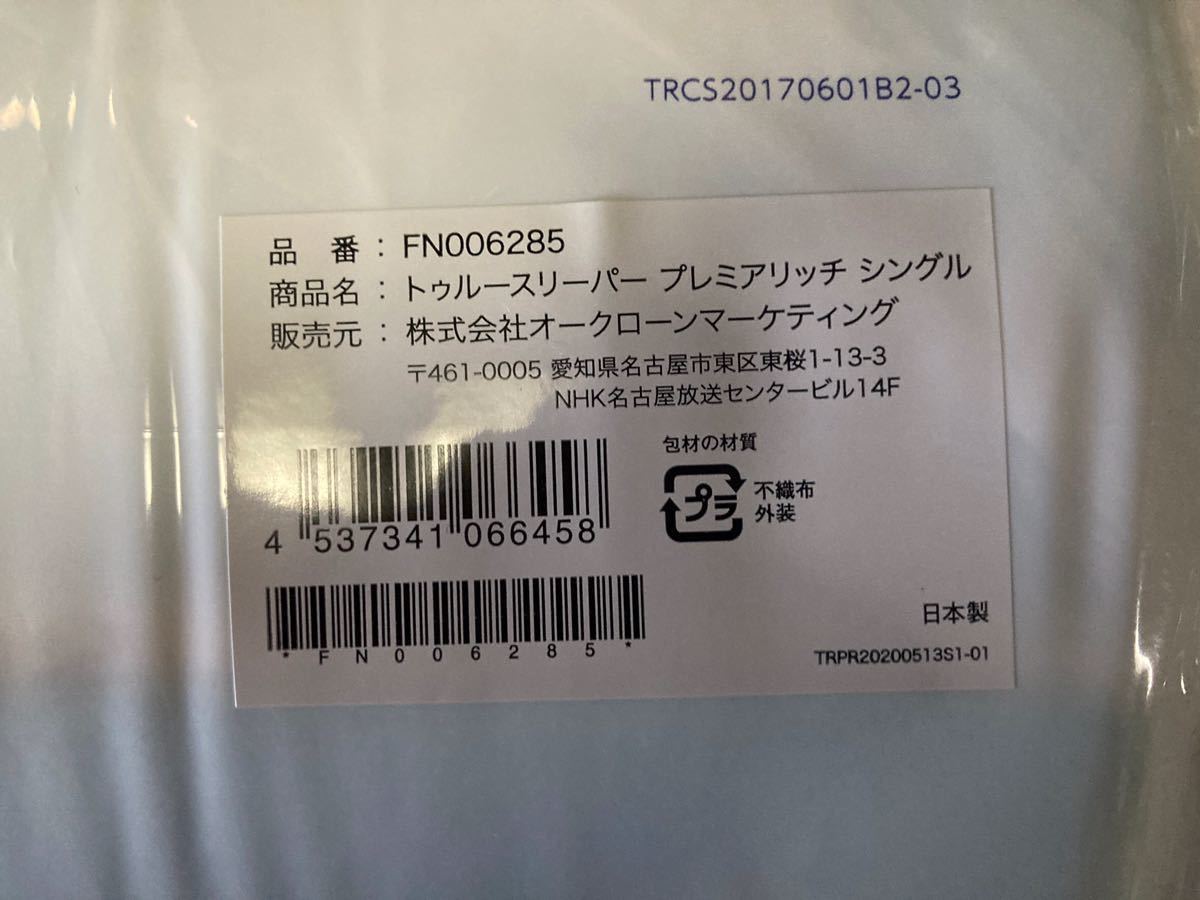 TRCS20170601B2-03
品　番 : FN006285
商品名 : トゥルースリーパー プレミアリッチ シングル
販売元 : 株式会社オークローンマーケティング
〒461-0005 愛知県名古屋市東区東桜1-13-3
NHK名古屋放送センタービル14F
包材の材質
プラ
不織布
外装
4 537341 066458
*FN006285*
日本製
TRPR20200513S1-01